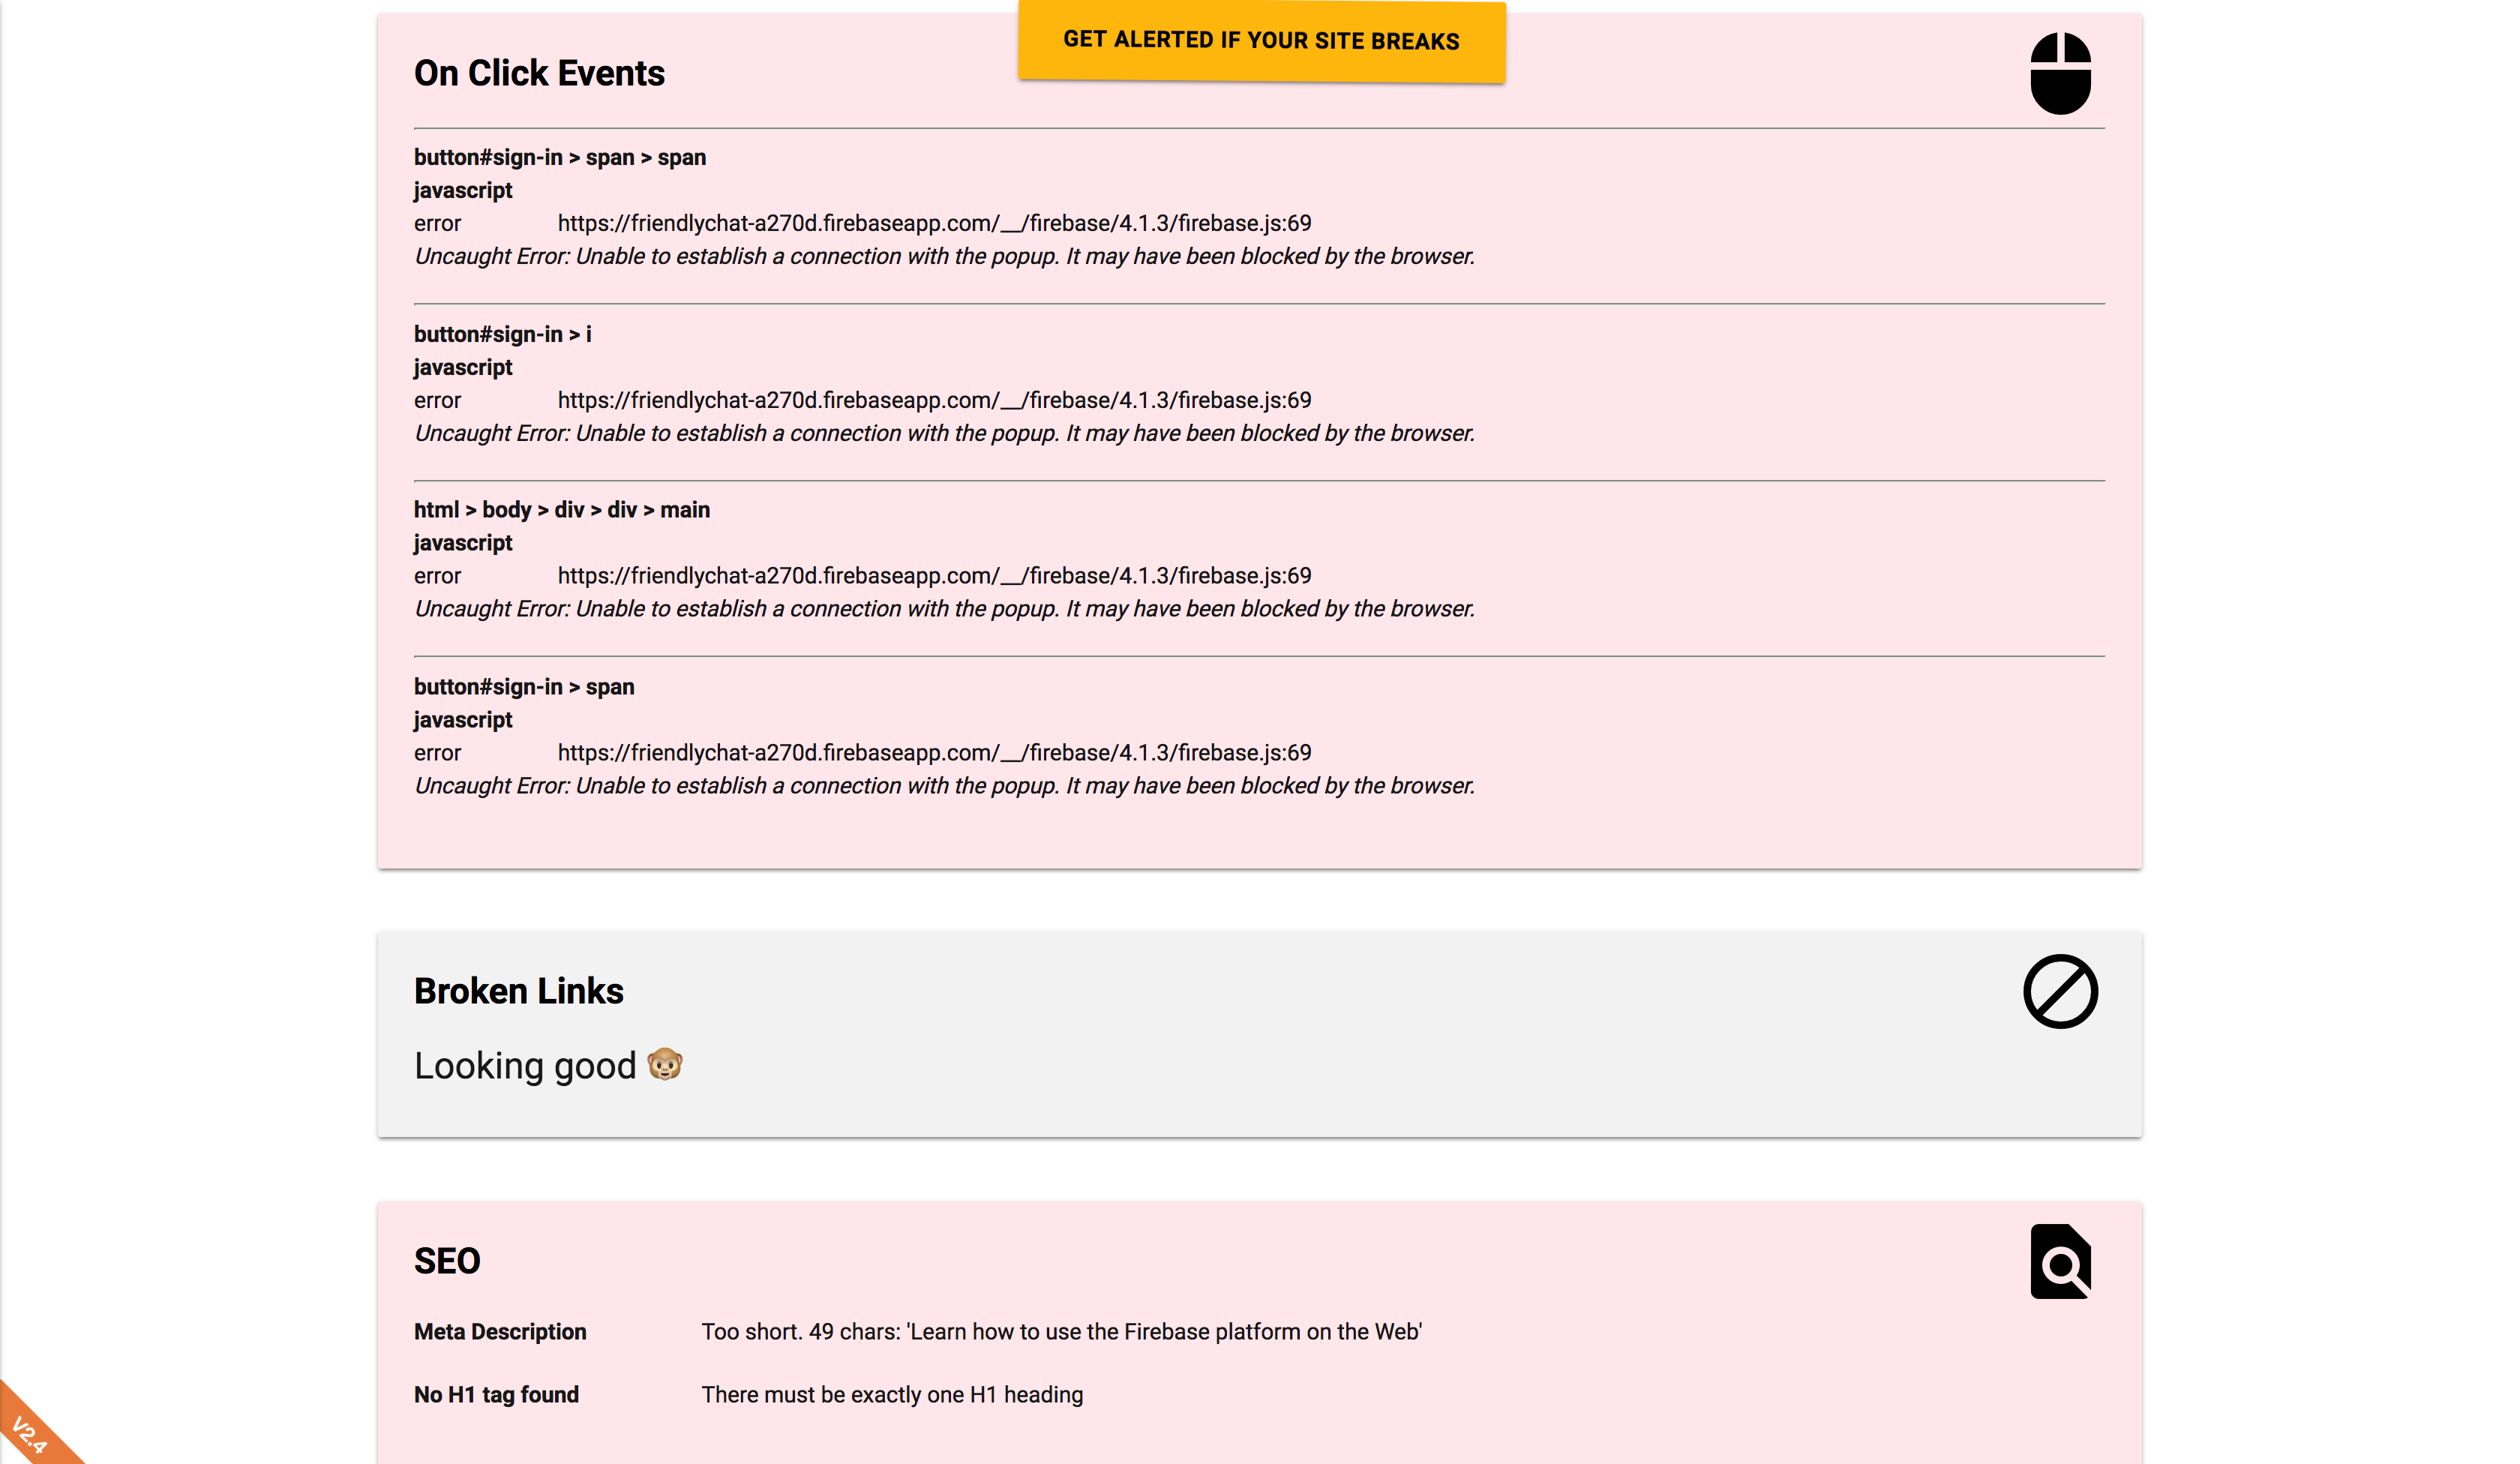 GET ALERTED IF YOUR SITE BREAKS
On Click Events
button#sign-in > span > span
javascript
error https://friendlychat-a270d.firebaseapp.com/__/firebase/4.1.3/firebase.js:69
Uncaught Error: Unable to establish a connection with the popup. It may have been blocked by the browser.
button#sign-in > i
javascript
error https://friendlychat-a270d.firebaseapp.com/__/firebase/4.1.3/firebase.js:69
Uncaught Error: Unable to establish a connection with the popup. It may have been blocked by the browser.
html > body > div > div > main
javascript
error https://friendlychat-a270d.firebaseapp.com/__/firebase/4.1.3/firebase.js:69
Uncaught Error: Unable to establish a connection with the popup. It may have been blocked by the browser.
button#sign-in > span
javascript
error https://friendlychat-a270d.firebaseapp.com/__/firebase/4.1.3/firebase.js:69
Uncaught Error: Unable to establish a connection with the popup. It may have been blocked by the browser.
Broken Links
Looking good 🐵
SEO
Meta Description Too short. 49 chars: 'Learn how to use the Firebase platform on the Web'
No H1 tag found There must be exactly one H1 heading
V2.4